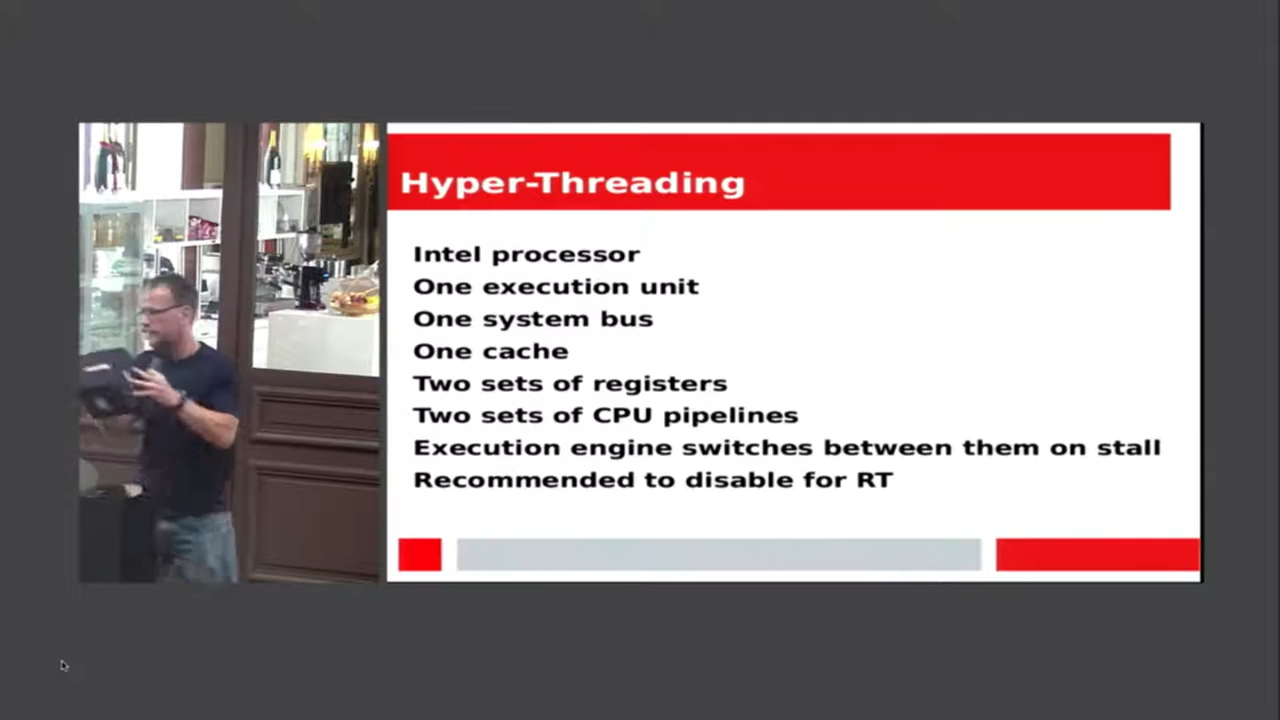 Hyper-Threading
Intel processor
One execution unit
One system bus
One cache
Two sets of registers
Two sets of CPU pipelines
Execution engine switches between them on stall
Recommended to disable for RT